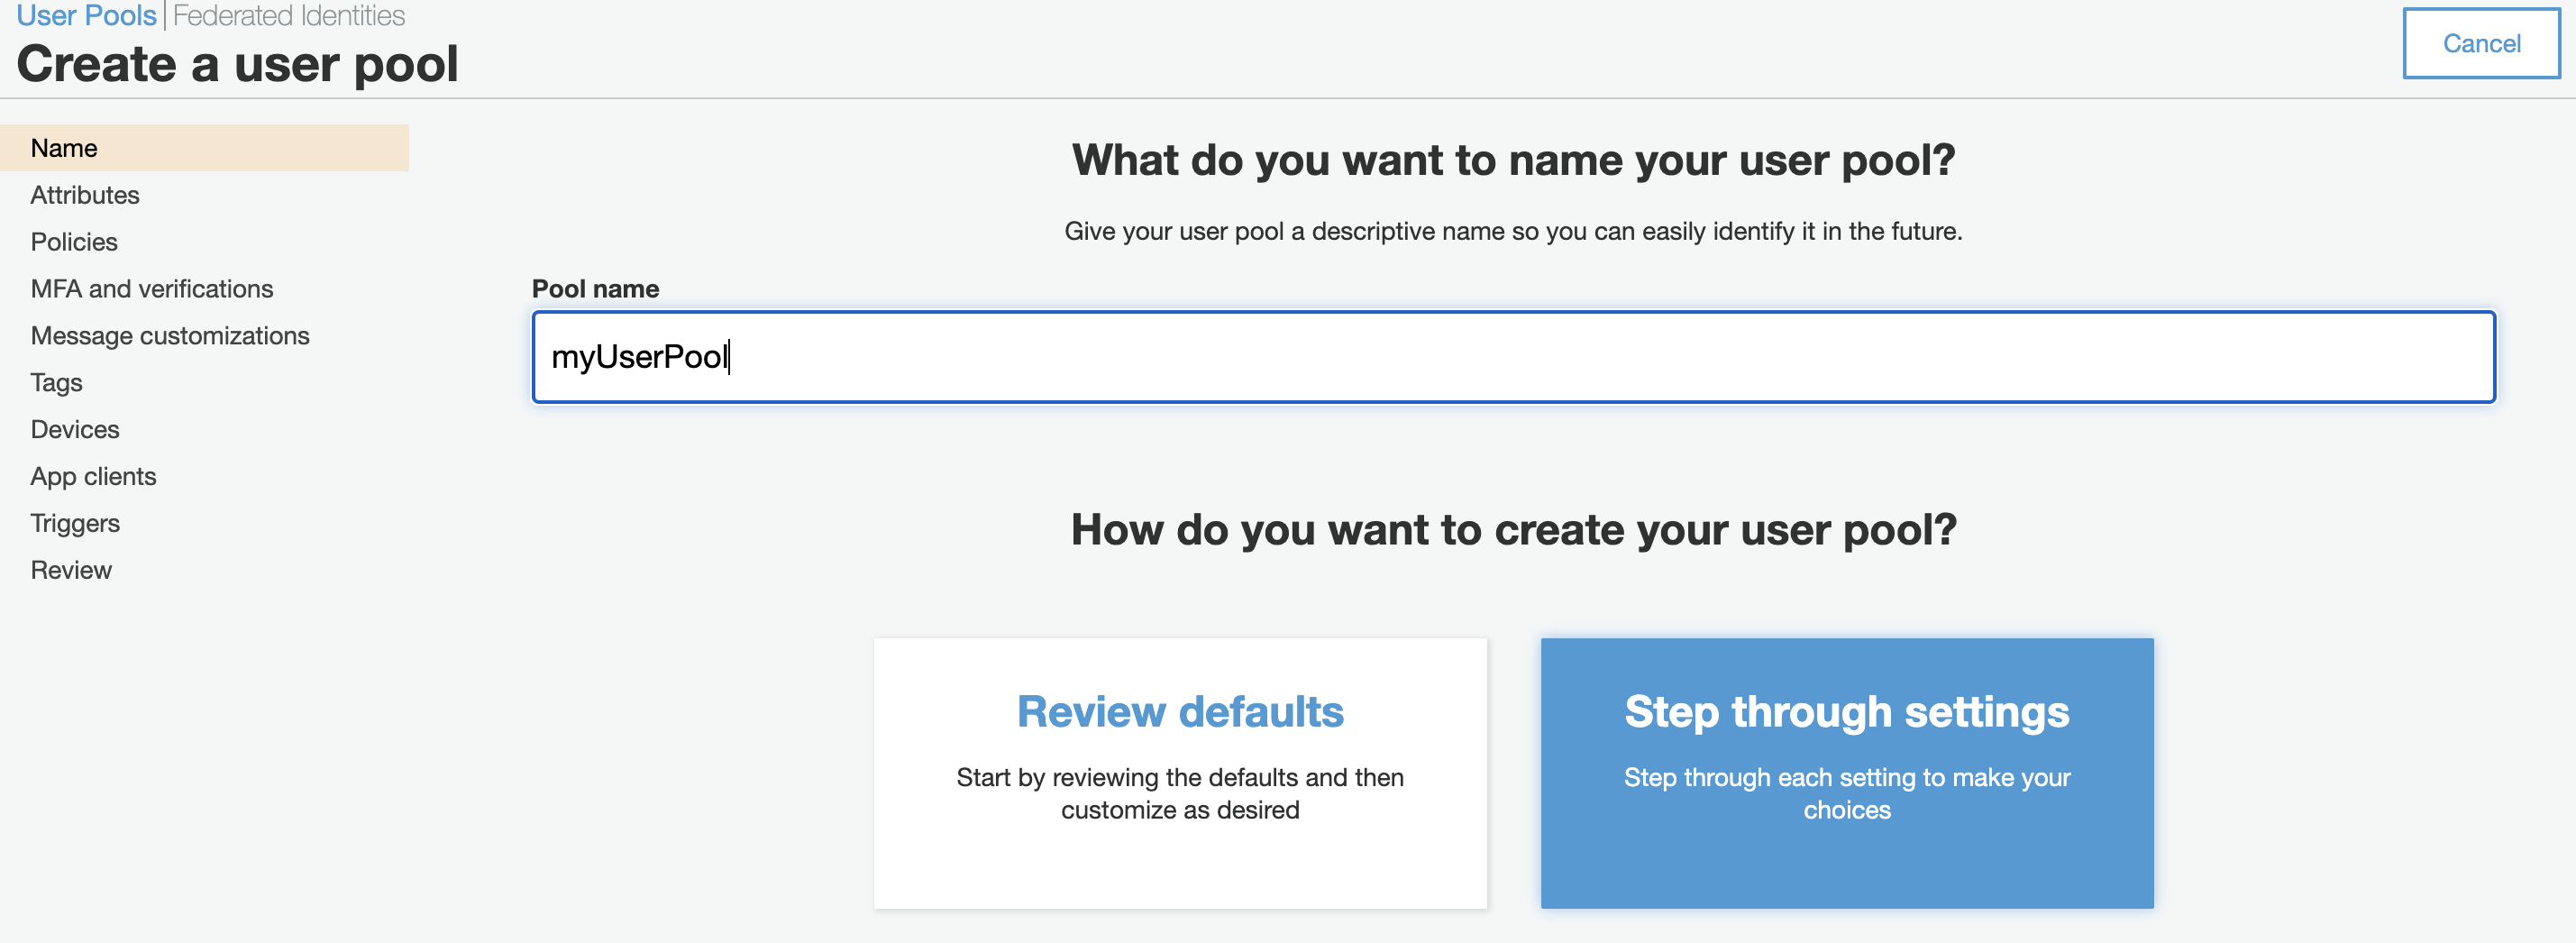 User Pools | Federated Identities
Create a user pool
Cancel
Name
Attributes
Policies
MFA and verifications
Message customizations
Tags
Devices
App clients
Triggers
Review
What do you want to name your user pool?
Give your user pool a descriptive name so you can easily identify it in the future.
Pool name
myUserPool
How do you want to create your user pool?
Review defaults
Start by reviewing the defaults and then
customize as desired
Step through settings
Step through each setting to make your
choices